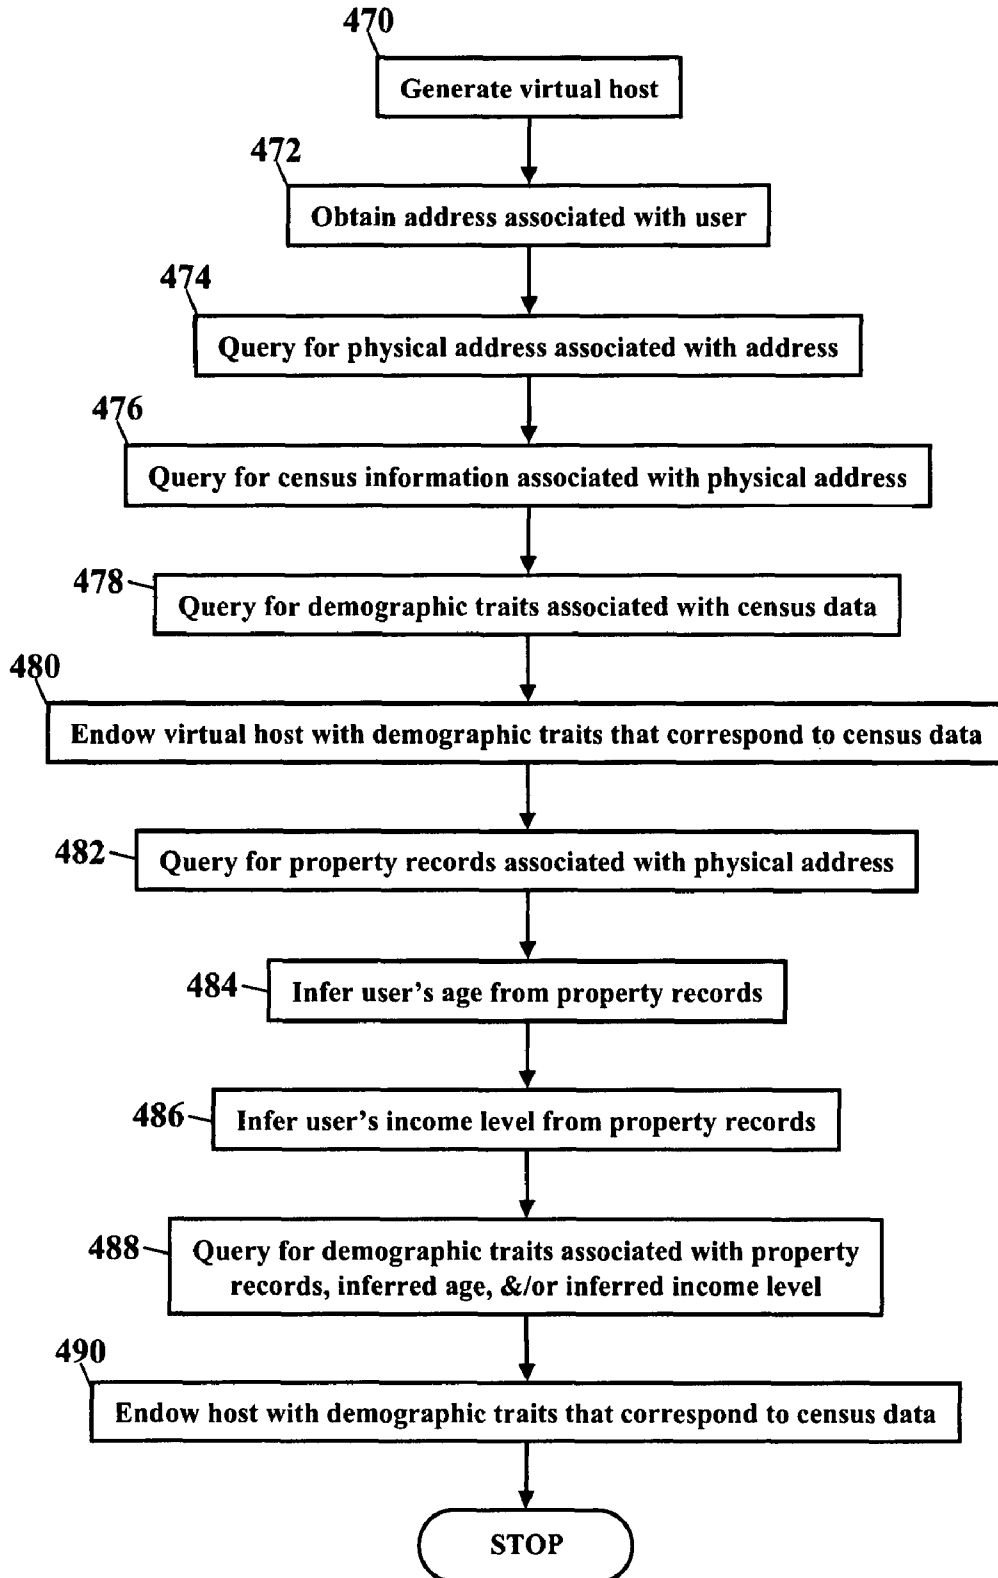 470
Generate virtual host
472
Obtain address associated with user
474
Query for physical address associated with address
476
Query for census information associated with physical address
478
Query for demographic traits associated with census data
480
Endow virtual host with demographic traits that correspond to census data
482
Query for property records associated with physical address
484
Infer user's age from property records
486
Infer user's income level from property records
488
Query for demographic traits associated with property
records, inferred age, &/or inferred income level
490
Endow host with demographic traits that correspond to census data
STOP